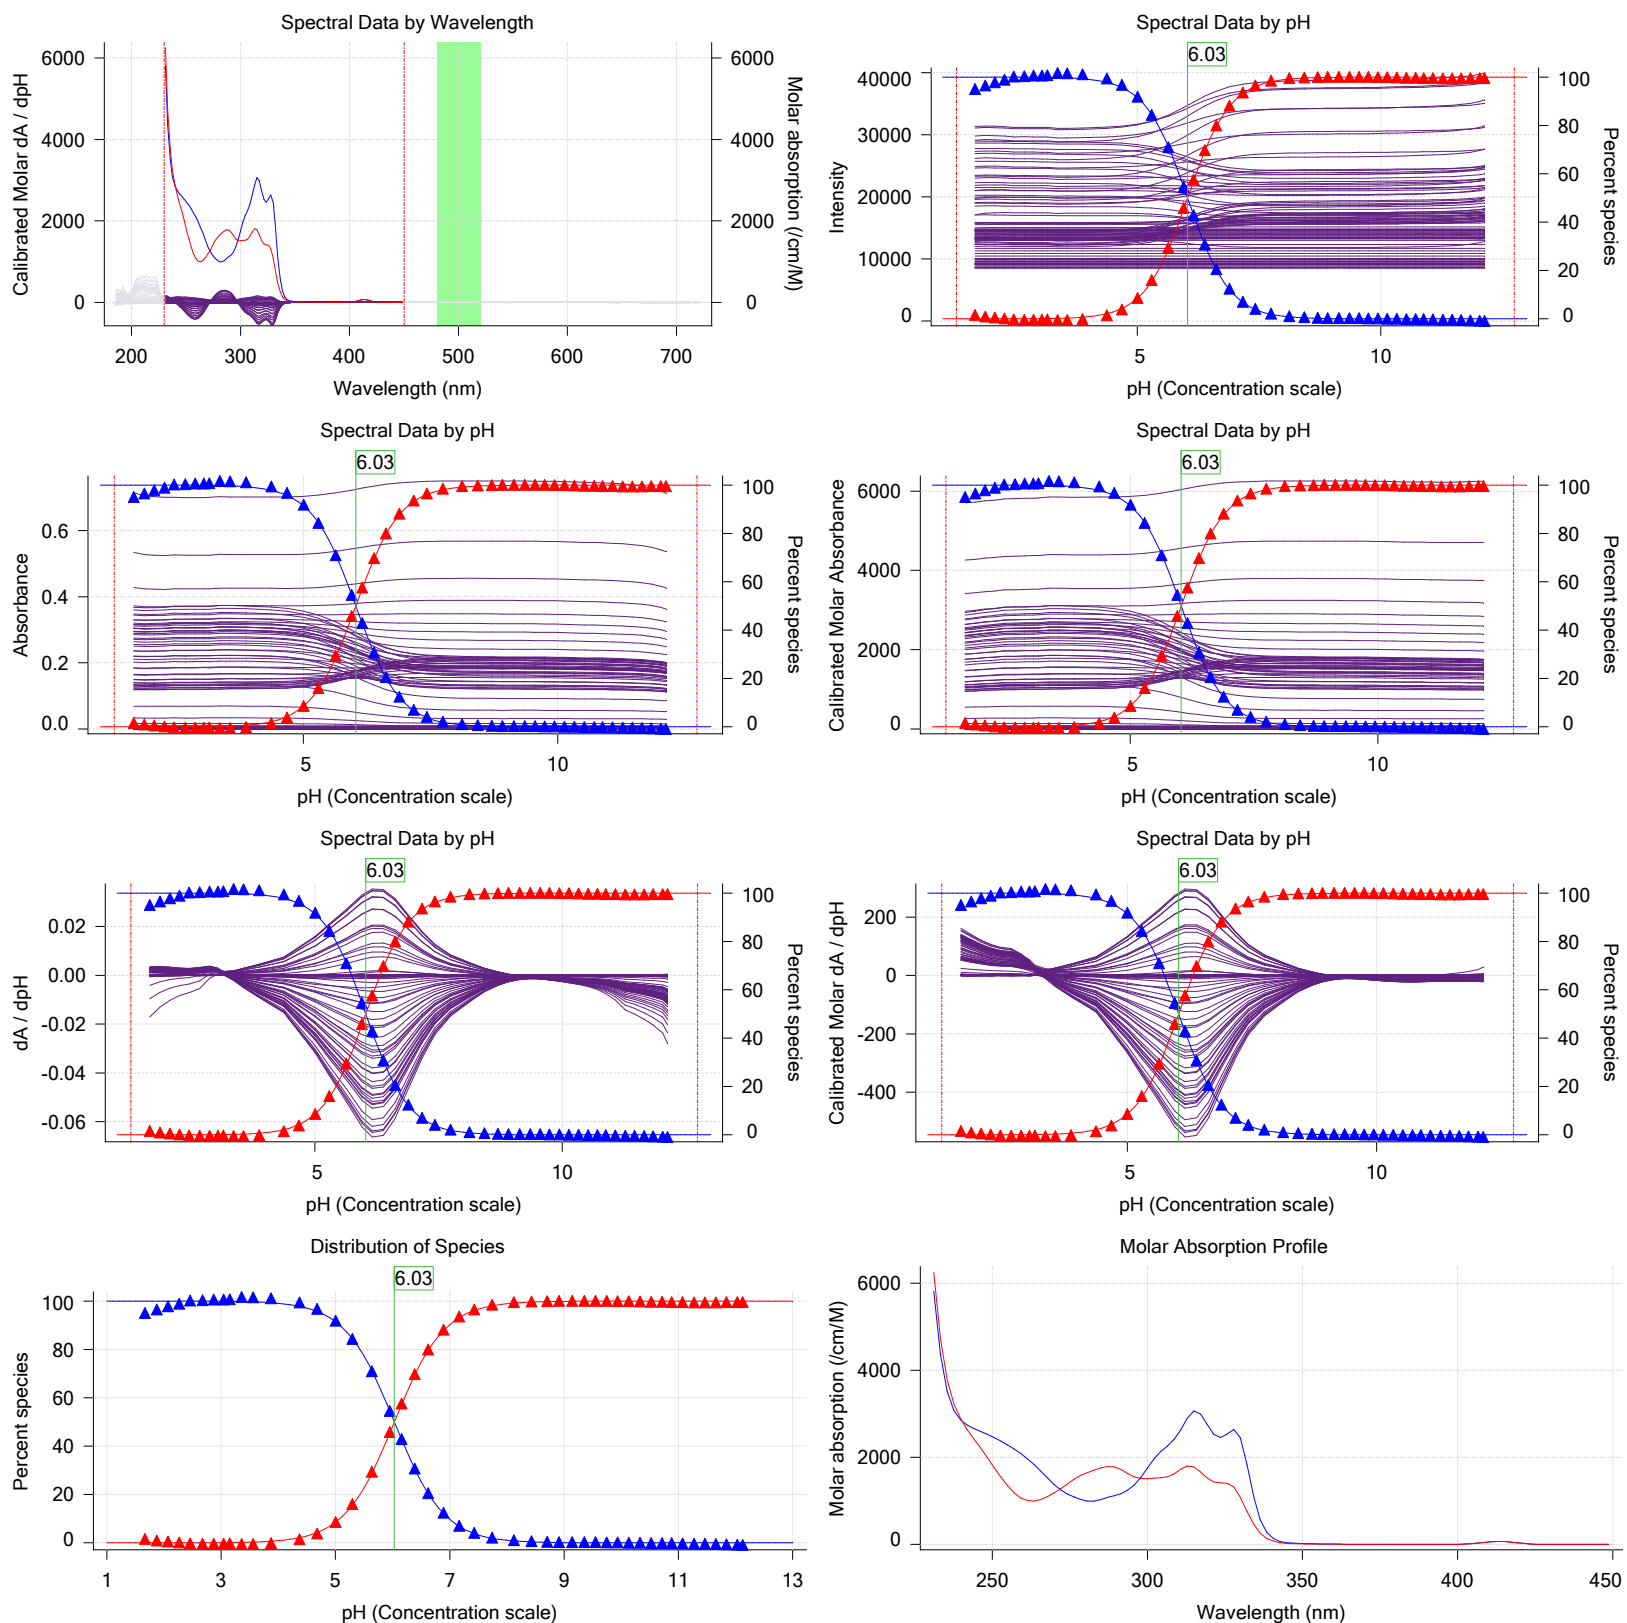 Spectral Data by Wavelength
Calibrated Molar dA / dpH
6000
4000
2000
0
6000
4000
2000
0
Molar absorption (/cm/M)
200 300 400 500 600 700
Wavelength (nm)
Spectral Data by pH
6.03
Intensity
40000
30000
20000
10000
0
100
80
60
40
20
0
Percent species
5 10
pH (Concentration scale)
Spectral Data by pH
6.03
Absorbance
0.6
0.4
0.2
0.0
100
80
60
40
20
0
Percent species
5 10
pH (Concentration scale)
Spectral Data by pH
6.03
Calibrated Molar Absorbance
6000
4000
2000
0
100
80
60
40
20
0
Percent species
5 10
pH (Concentration scale)
Spectral Data by pH
6.03
dA / dpH
0.02
0.00
-0.02
-0.04
-0.06
100
80
60
40
20
0
Percent species
5 10
pH (Concentration scale)
Spectral Data by pH
6.03
Calibrated Molar dA / dpH
200
0
-200
-400
100
80
60
40
20
0
Percent species
5 10
pH (Concentration scale)
Distribution of Species
6.03
Percent species
100
80
60
40
20
0
1 3 5 7 9 11 13
pH (Concentration scale)
Molar Absorption Profile
Molar absorption (/cm/M)
6000
4000
2000
0
250 300 350 400 450
Wavelength (nm)